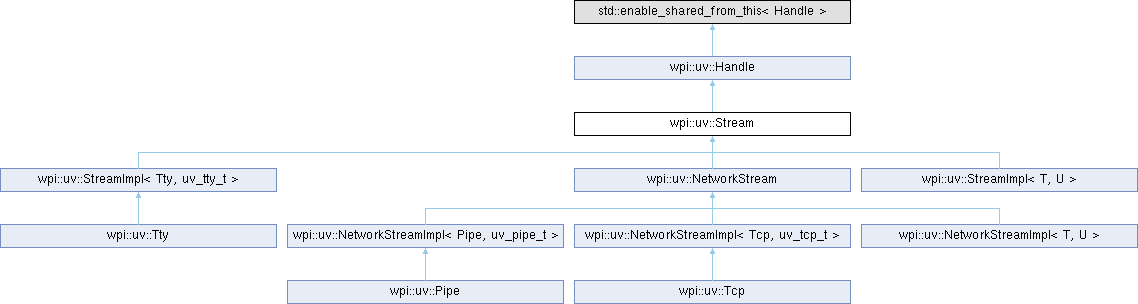 std::enable_shared_from_this< Handle >
wpi::uv::Handle
wpi::uv::Stream
wpi::uv::StreamImpl< Tty, uv_tty_t >
wpi::uv::NetworkStream
wpi::uv::StreamImpl< T, U >
wpi::uv::Tty
wpi::uv::NetworkStreamImpl< Pipe, uv_pipe_t >
wpi::uv::NetworkStreamImpl< Tcp, uv_tcp_t >
wpi::uv::NetworkStreamImpl< T, U >
wpi::uv::Pipe
wpi::uv::Tcp